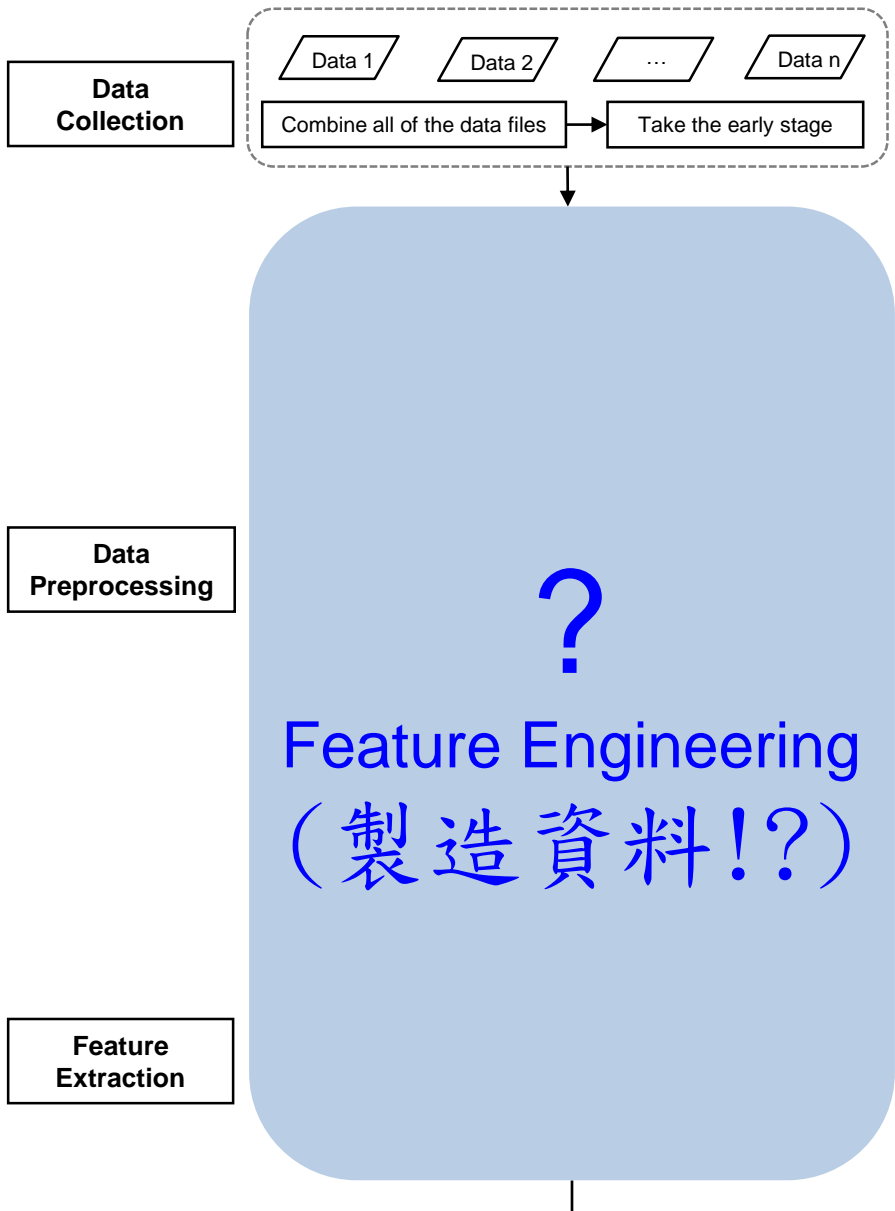 Data
Collection
Data 1
Data 2
…
Data n
Combine all of the data files
Take the early stage
Data
Preprocessing
?
Feature Engineering
(製造資料!?)
Feature
Extraction